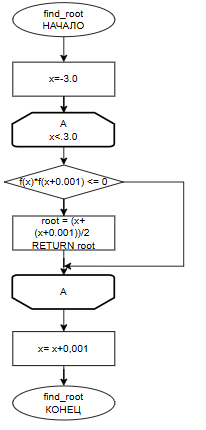 find_root
НАЧАЛО
x=-3.0
A
x<.3.0
f(x)*f(x+0.001) <= 0
root = (x+
(x+0.001))/2
RETURN root
A
x= x+0,001
find_root
КОНЕЦ